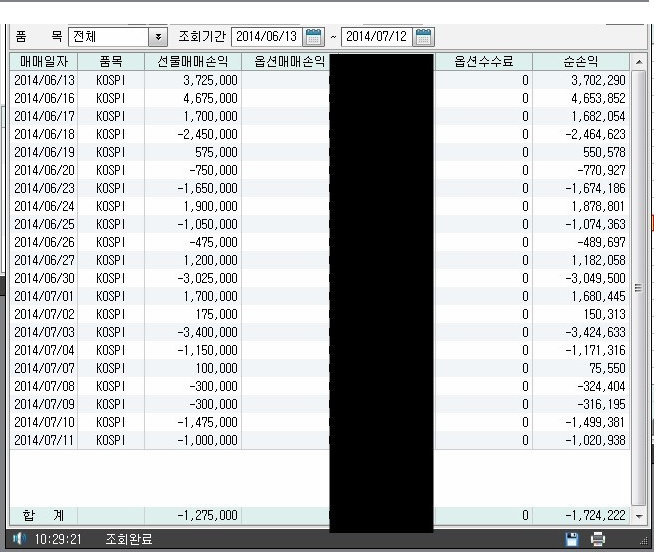 품 목 전체 조회기간 2014/06/13 ~ 2014/07/12
매매일자 품목 선물매매손익 옵션매매손익 옵션수수료 순손익
2014/06/13 KOSPI 3,725,000 0 3,702,290
2014/06/16 KOSPI 4,675,000 0 4,653,852
2014/06/17 KOSPI 1,700,000 0 1,682,054
2014/06/18 KOSPI -2,450,000 0 -2,464,623
2014/06/19 KOSPI 575,000 0 550,578
2014/06/20 KOSPI -750,000 0 -770,927
2014/06/23 KOSPI -1,650,000 0 -1,674,186
2014/06/24 KOSPI 1,900,000 0 1,878,801
2014/06/25 KOSPI -1,050,000 0 -1,074,363
2014/06/26 KOSPI -475,000 0 -489,697
2014/06/27 KOSPI 1,200,000 0 1,182,058
2014/06/30 KOSPI -3,025,000 0 -3,049,500
2014/07/01 KOSPI 1,700,000 0 1,680,445
2014/07/02 KOSPI 175,000 0 150,313
2014/07/03 KOSPI -3,400,000 0 -3,424,633
2014/07/04 KOSPI -1,150,000 0 -1,171,316
2014/07/07 KOSPI 100,000 0 75,550
2014/07/08 KOSPI -300,000 0 -324,404
2014/07/09 KOSPI -300,000 0 -316,195
2014/07/10 KOSPI -1,475,000 0 -1,499,381
2014/07/11 KOSPI -1,000,000 0 -1,020,938
합 계 -1,275,000 0 -1,724,222
10:29:21 조회완료